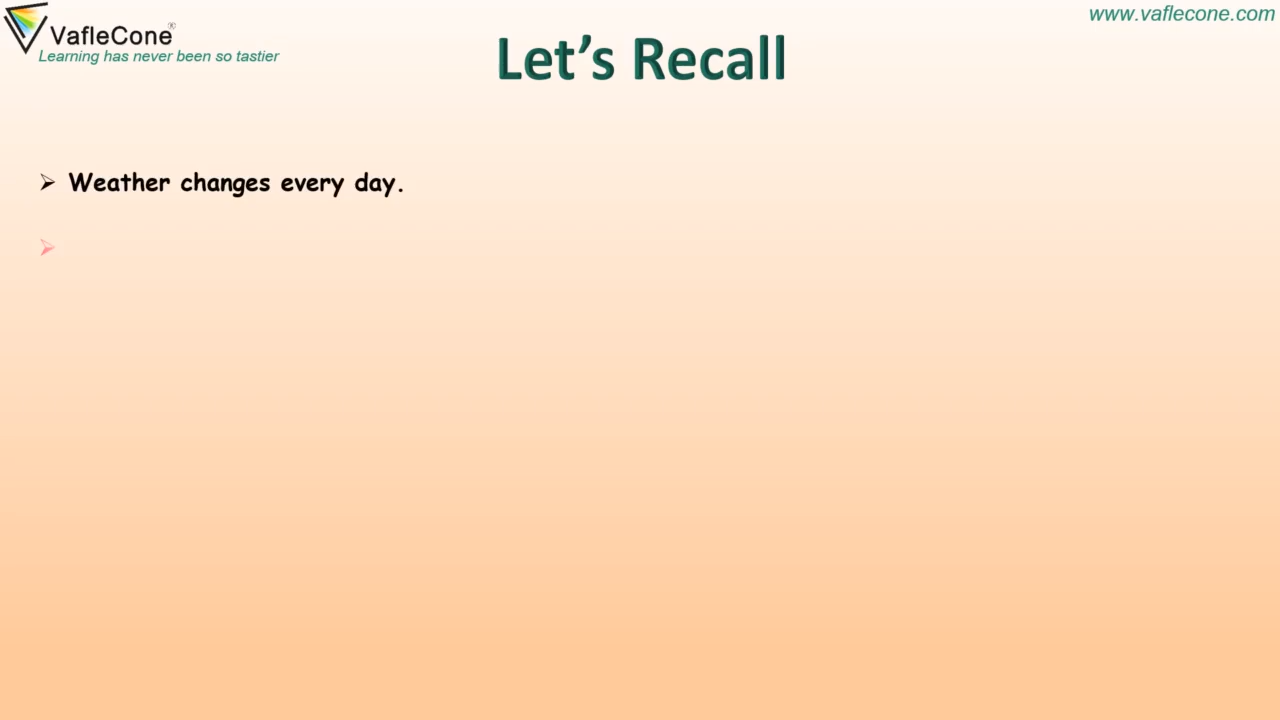 VafleCone®
Learning has never been so tastier
www.vaflecone.com
Let's Recall
➢ Weather changes every day.
➢